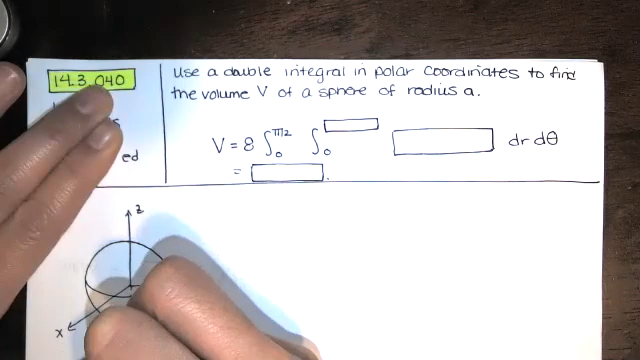 14.3.040
Use a double integral in polar coordinates to find
the volume V of a sphere of radius a.
ed
V = 8 ∫₀^π/2 ∫₀^□ □ dr dθ
= □.
z
x